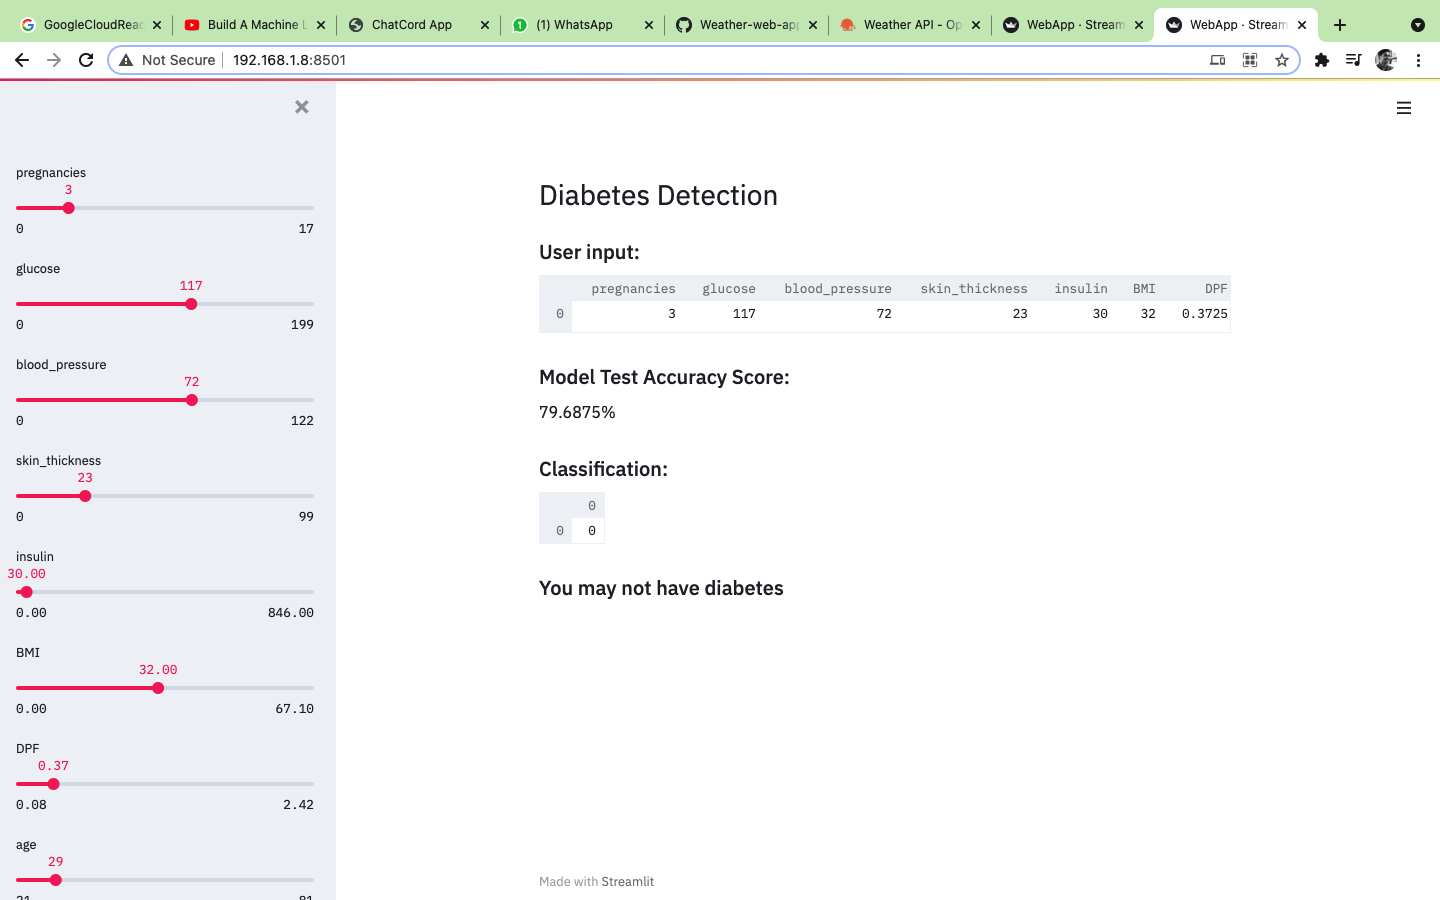 GoogleCloudRead
Build A Machine L
ChatCord App
(1) WhatsApp
Weather-web-app
Weather API - Op
WebApp · Stream
WebApp · Stream
Not Secure
192.168.1.8:8501
pregnancies
3
0 17
glucose
117
0 199
blood_pressure
72
0 122
skin_thickness
23
0 99
insulin
30.00
0.00 846.00
BMI
32.00
0.00 67.10
DPF
0.37
0.08 2.42
age
29
21 81
Diabetes Detection
User input:
pregnancies glucose blood_pressure skin_thickness insulin BMI DPF
0 3 117 72 23 30 32 0.3725
Model Test Accuracy Score:
79.6875%
Classification:
0
0 0
You may not have diabetes
Made with Streamlit